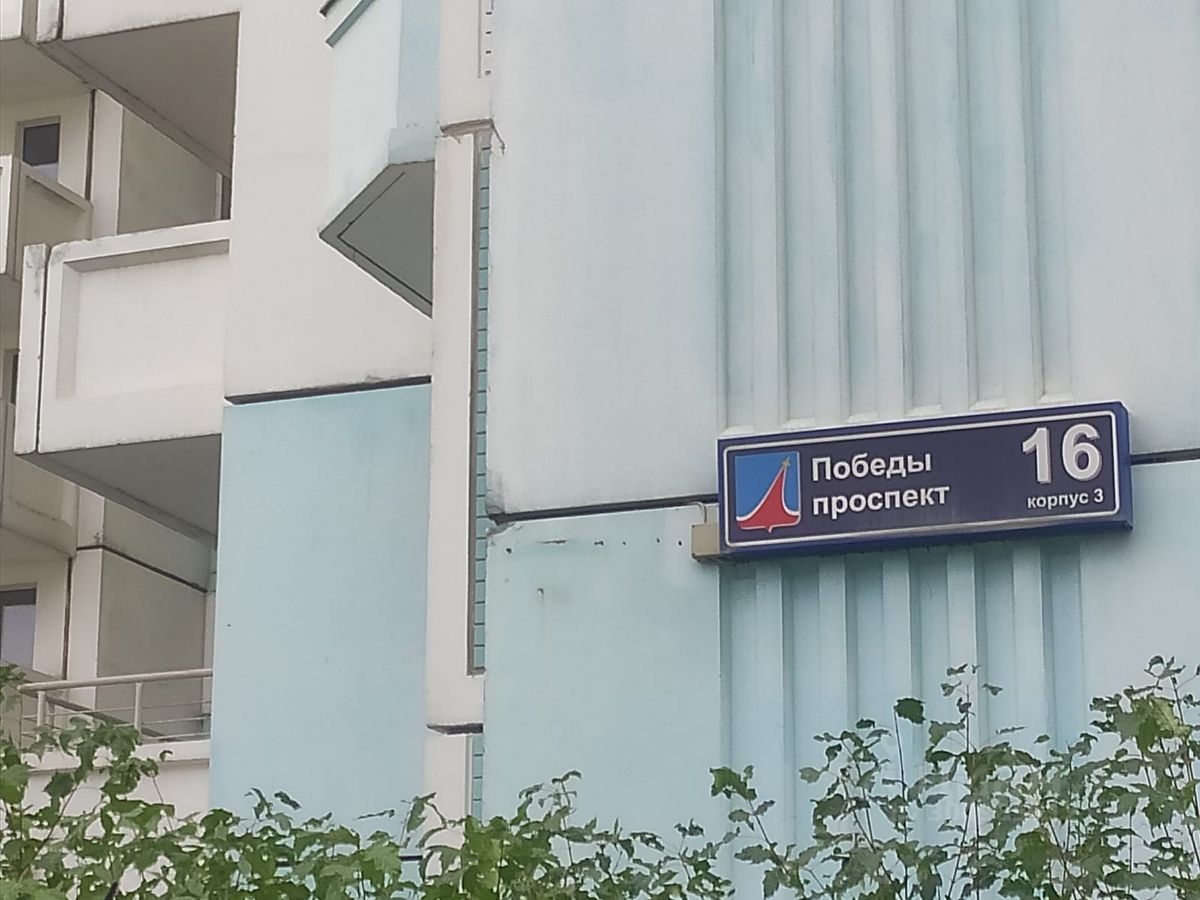 Победы
проспект
16
корпус 3